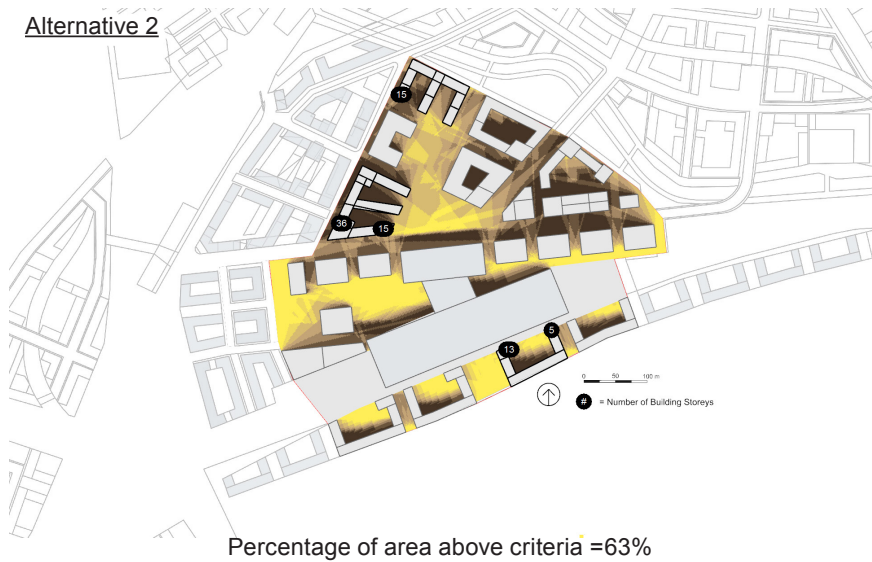 Alternative 2
15
36
15
5
13
0 50 100 m
# = Number of Building Storeys
Percentage of area above criteria =63%